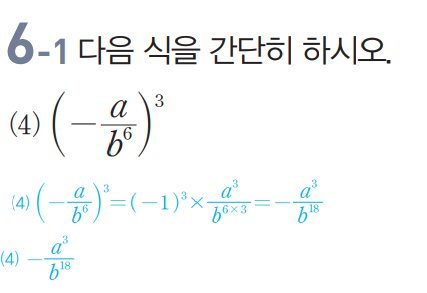 6-1 다음 식을 간단히 하시오.
(4) (-a/b⁶)³
(4) (-a/b⁶)³=(-1)³×a³/b⁶ˣ³=-a³/b¹⁸
(4) -a³/b¹⁸